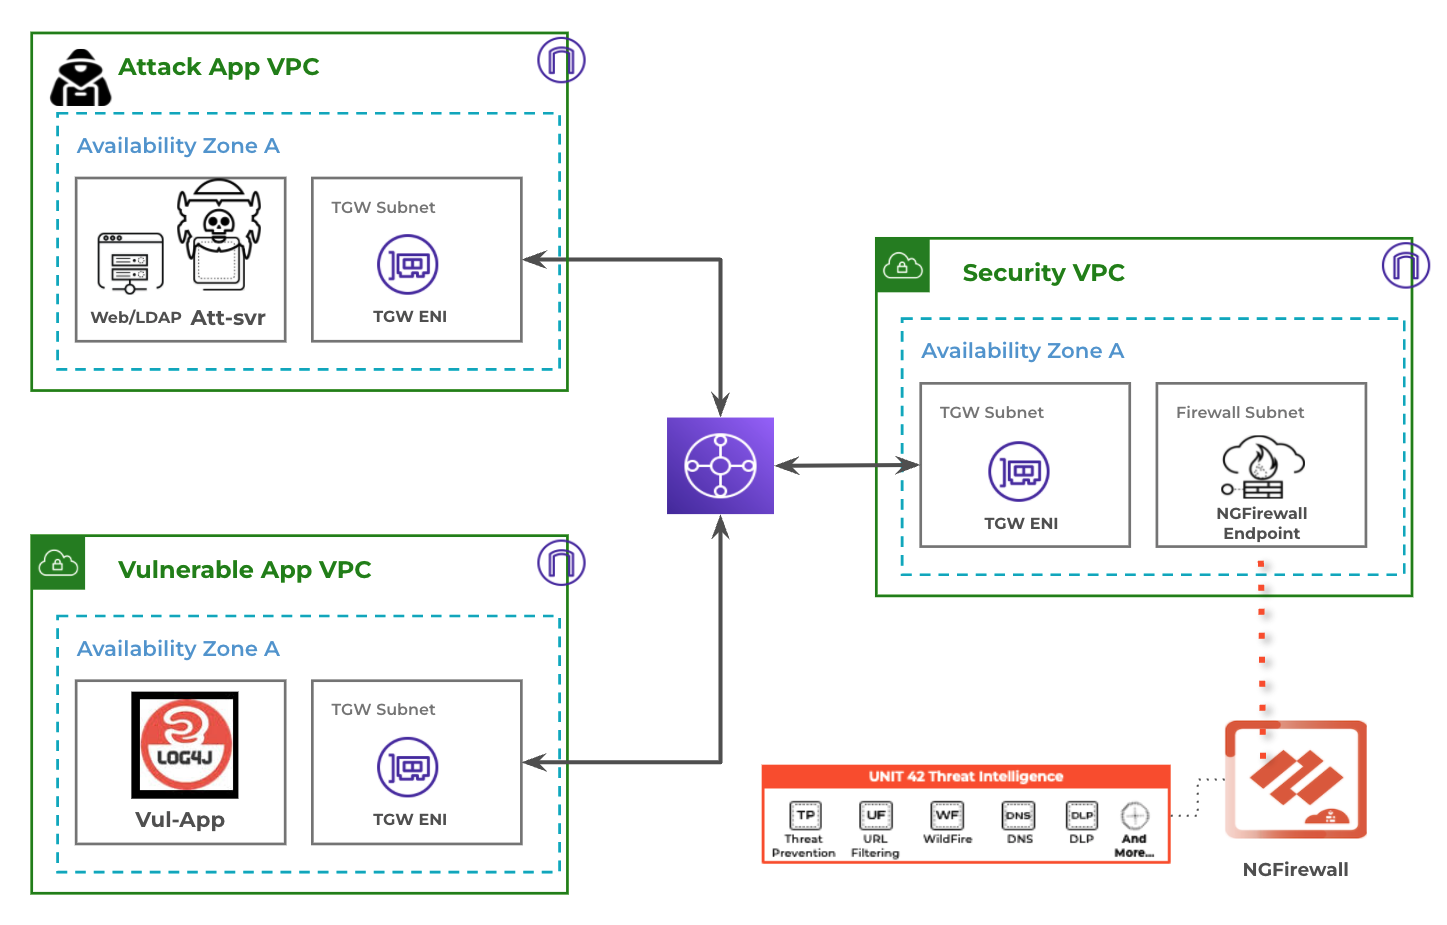 Attack App VPC
Availability Zone A
TGW Subnet
Web/LDAP
Att-svr
TGW ENI
Security VPC
Availability Zone A
TGW Subnet
TGW ENI
Firewall Subnet
NGFirewall
Endpoint
Vulnerable App VPC
Availability Zone A
LOG4J
Vul-App
TGW Subnet
TGW ENI
UNIT 42 Threat Intelligence
TP
Threat
Prevention
UF
URL
Filtering
WF
WildFire
DNS
DNS
DLP
DLP
And
More...
NGFirewall